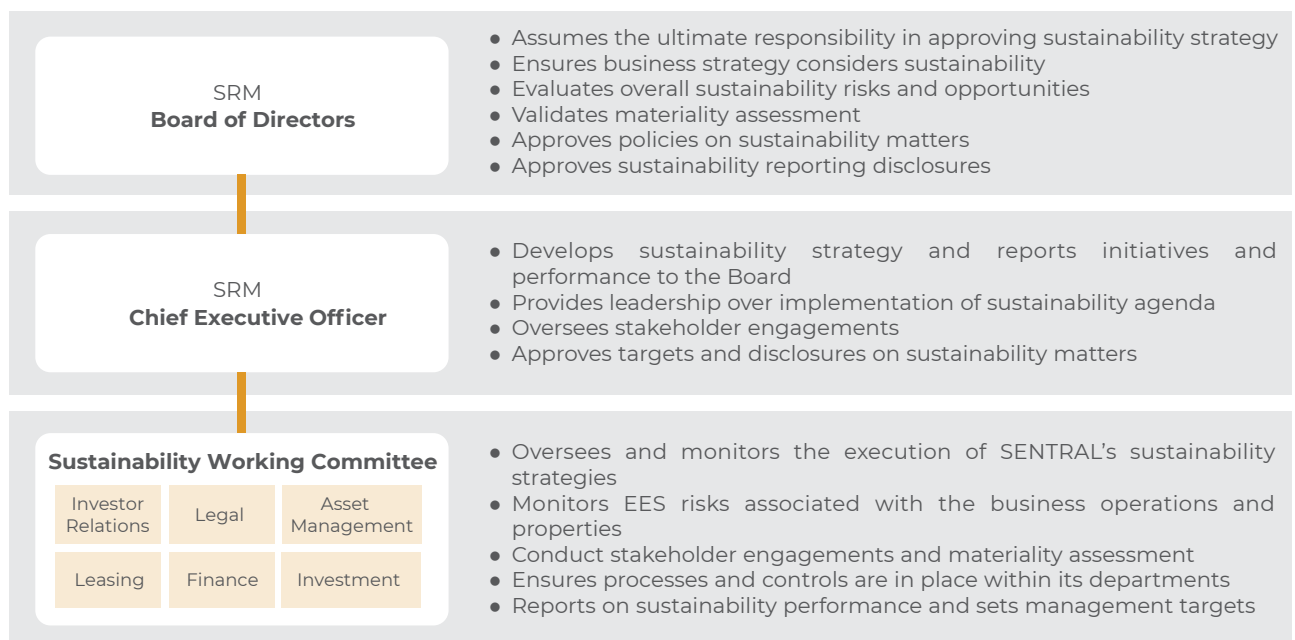 SRM
Board of Directors
● Assumes the ultimate responsibility in approving sustainability strategy
● Ensures business strategy considers sustainability
● Evaluates overall sustainability risks and opportunities
● Validates materiality assessment
● Approves policies on sustainability matters
● Approves sustainability reporting disclosures
SRM
Chief Executive Officer
● Develops sustainability strategy and reports initiatives and
performance to the Board
● Provides leadership over implementation of sustainability agenda
● Oversees stakeholder engagements
● Approves targets and disclosures on sustainability matters
Sustainability Working Committee
Investor
Relations
Legal
Asset
Management
Leasing
Finance
Investment
● Oversees and monitors the execution of SENTRAL’s sustainability
strategies
● Monitors EES risks associated with the business operations and
properties
● Conduct stakeholder engagements and materiality assessment
● Ensures processes and controls are in place within its departments
● Reports on sustainability performance and sets management targets